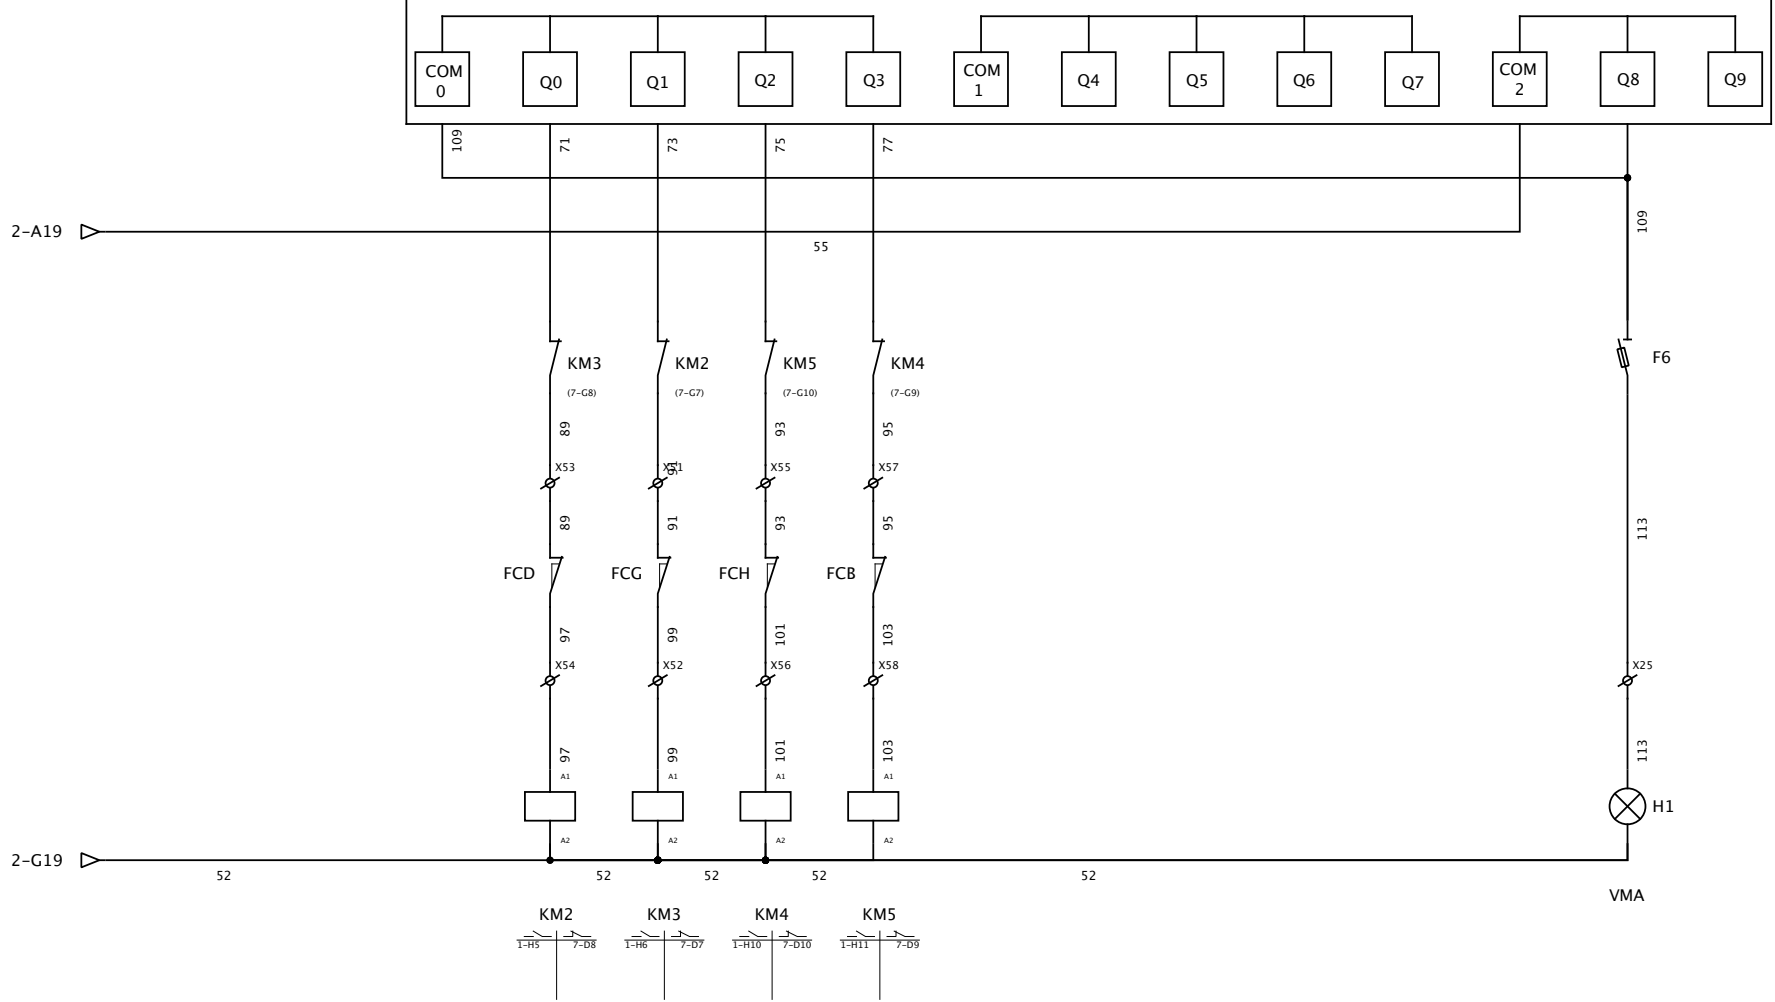 COM 0
Q0
Q1
Q2
Q3
COM 1
Q4
Q5
Q6
Q7
COM 2
Q8
Q9
109
71
73
75
77
2-A19
55
109
KM3
(7-G8)
KM2
(7-G7)
KM5
(7-G10)
KM4
(7-G9)
F6
89
93
95
X53
X51
91
X55
X57
89
91
93
95
113
FCD
FCG
FCH
FCB
97
99
101
103
X54
X52
X56
X58
X25
97
99
101
103
113
A1
A1
A1
A1
H1
A2
A2
A2
A2
2-G19
52
52
52
52
52
VMA
KM2
KM3
KM4
KM5
1-H5
7-D8
1-H6
7-D7
1-H10
7-D10
1-H11
7-D9